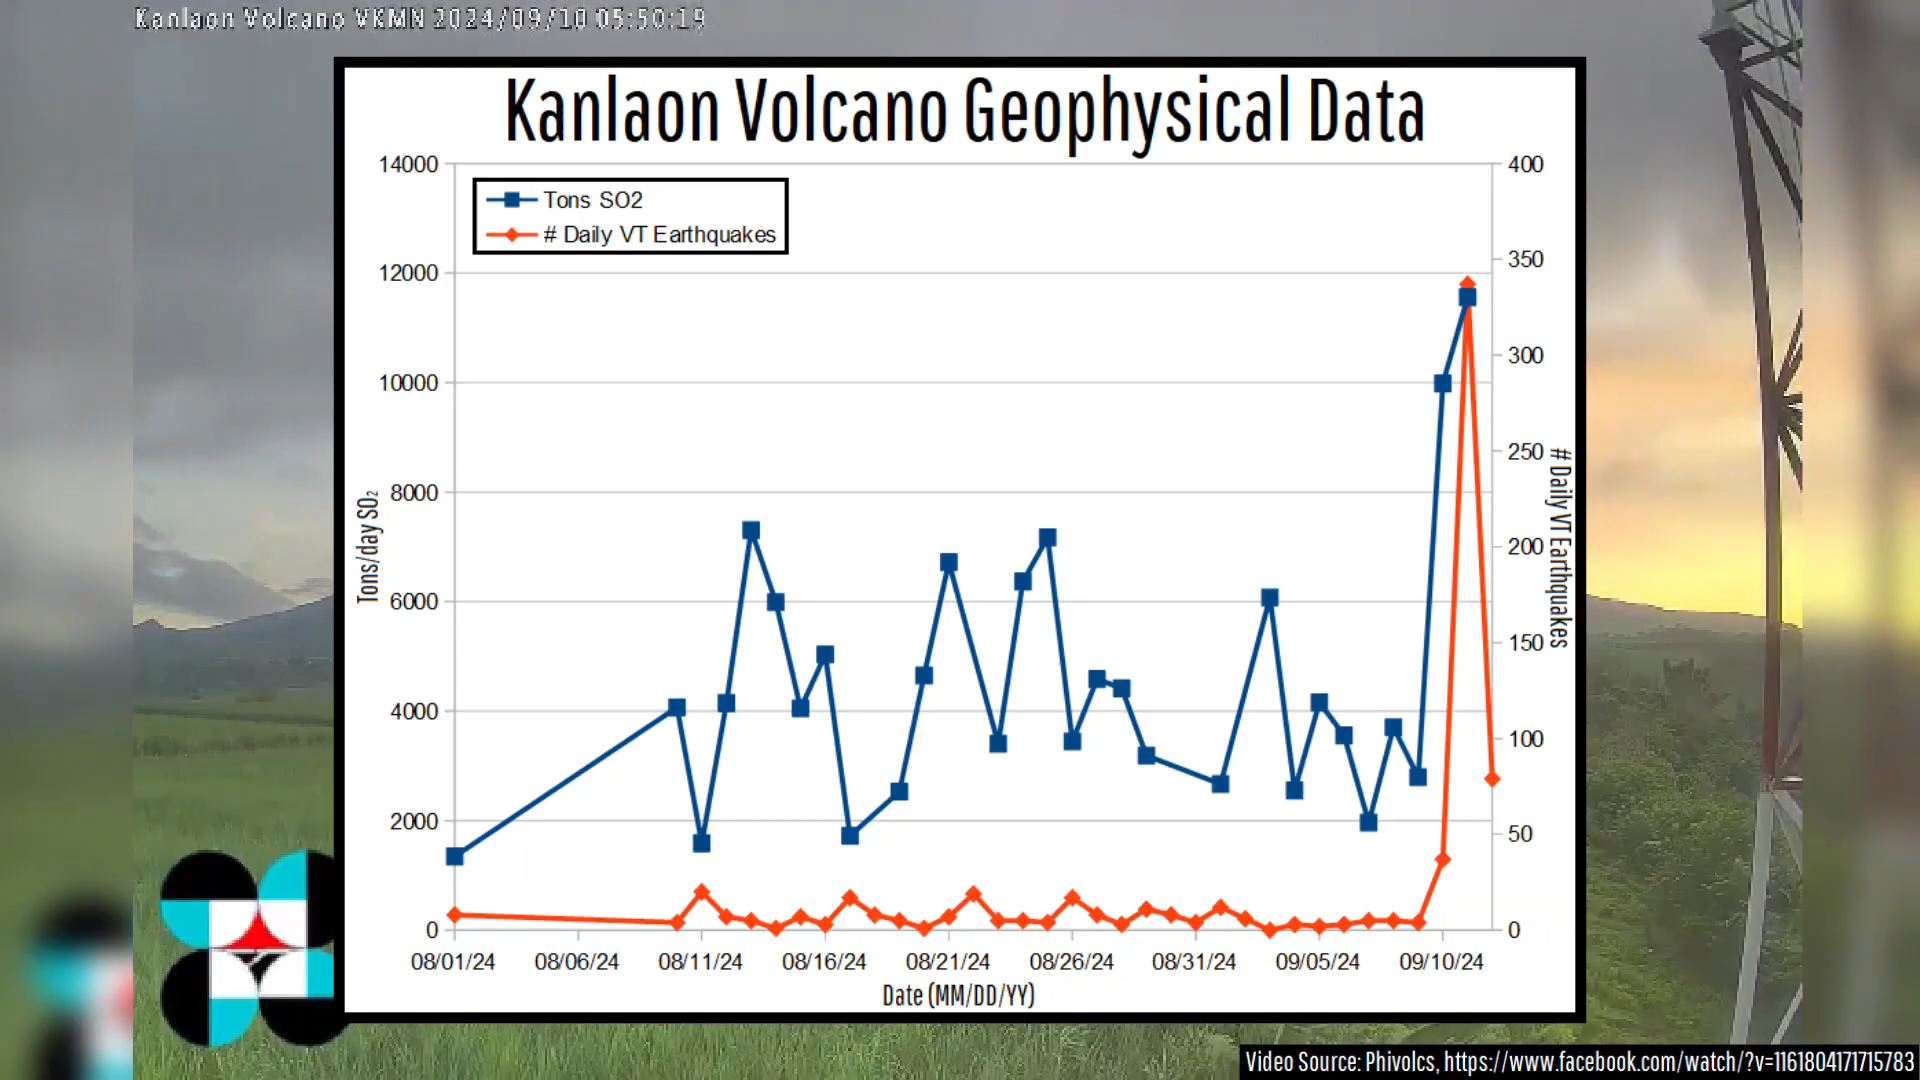 Kanlaon Volcano VKMN 2024/09/10 05:50:19
Kanlaon Volcano Geophysical Data
Tons SO2
# Daily VT Earthquakes
14000
12000
10000
8000
6000
4000
2000
0
Tons/day SO₂
400
350
300
250
200
150
100
50
0
# Daily VT Earthquakes
08/01/24 08/06/24 08/11/24 08/16/24 08/21/24 08/26/24 08/31/24 09/05/24 09/10/24
Date (MM/DD/YY)
Video Source: Phivolcs, https://www.facebook.com/watch/?v=1161804171715783